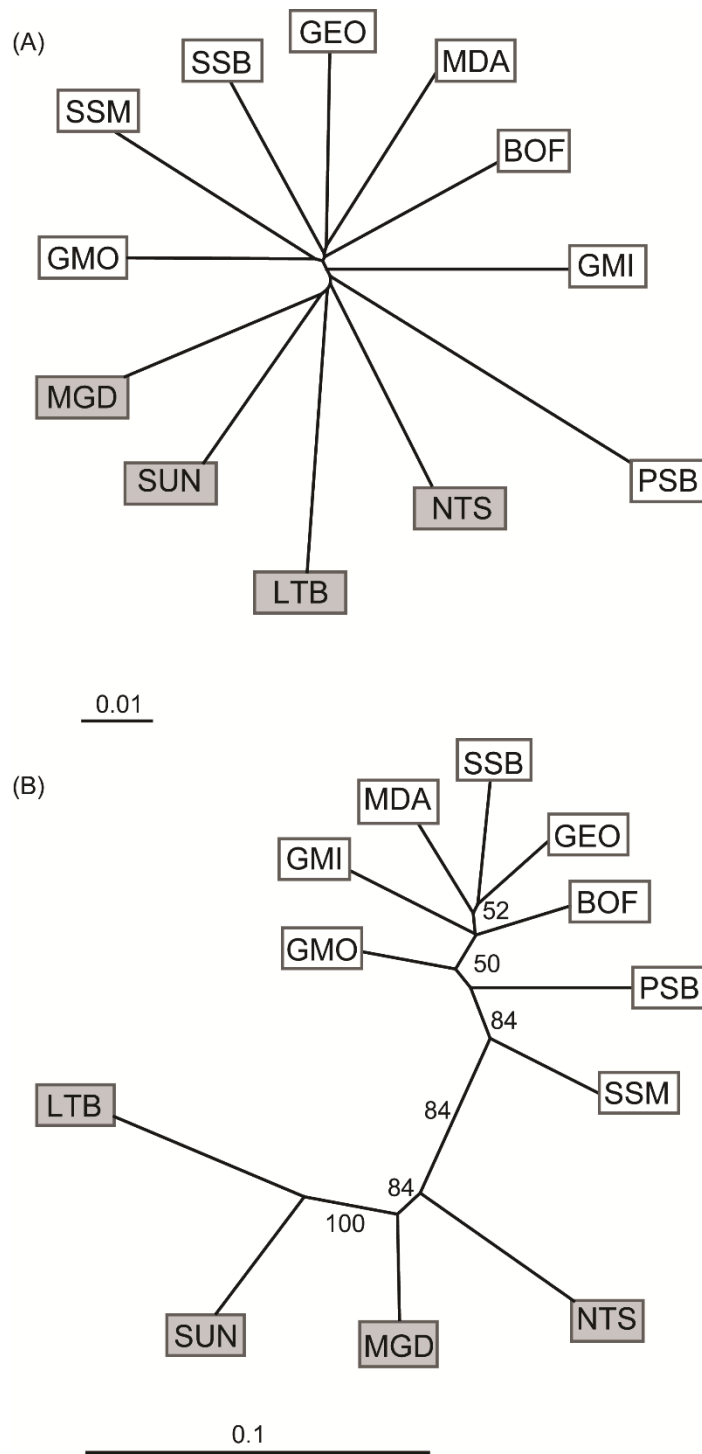 (A)
GEO
SSB
MDA
SSM
BOF
GMO
GMI
MGD
SUN
PSB
NTS
LTB
0.01
(B)
SSB
MDA
GEO
GMI
BOF
52
GMO
50
PSB
84
SSM
LTB
84
84
100
NTS
SUN
MGD
0.1